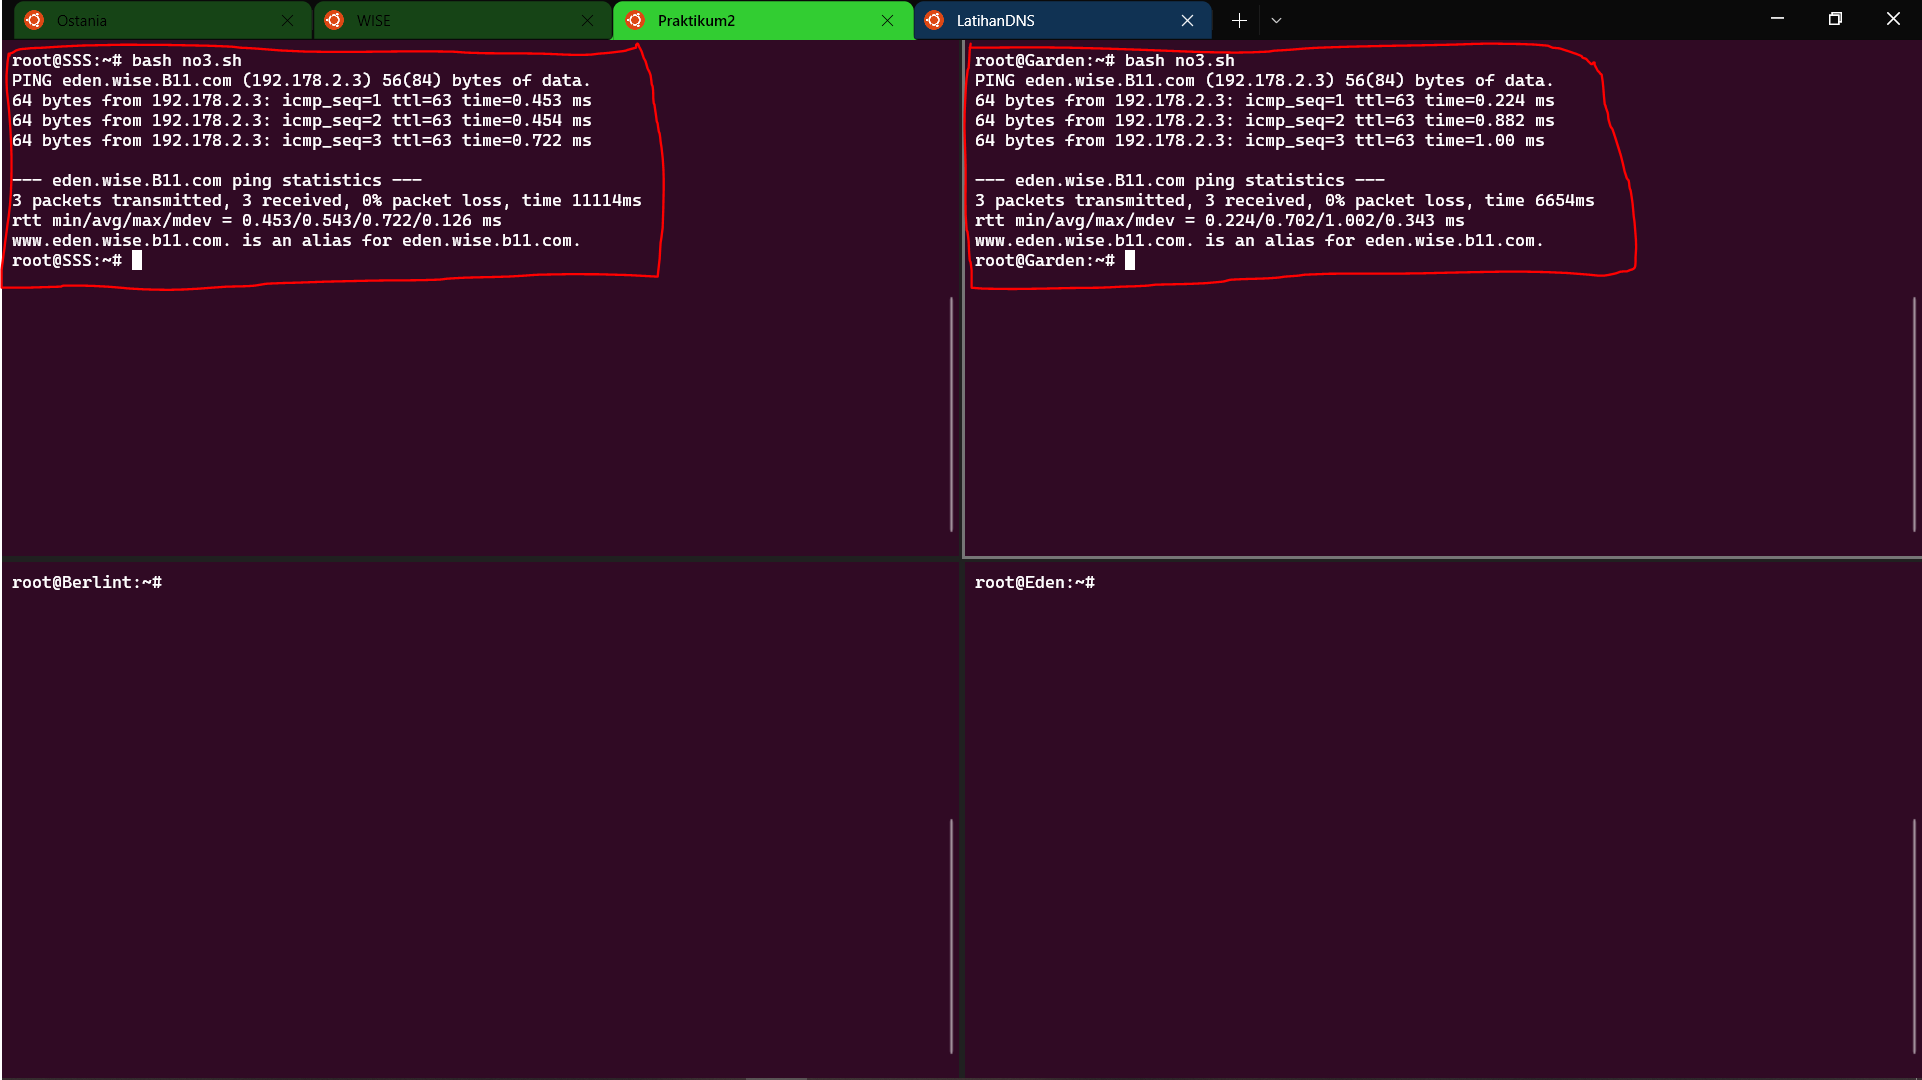 Ostania
WISE
Praktikum2
LatihanDNS
root@SSS:~# bash no3.sh
PING eden.wise.B11.com (192.178.2.3) 56(84) bytes of data.
64 bytes from 192.178.2.3: icmp_seq=1 ttl=63 time=0.453 ms
64 bytes from 192.178.2.3: icmp_seq=2 ttl=63 time=0.454 ms
64 bytes from 192.178.2.3: icmp_seq=3 ttl=63 time=0.722 ms
--- eden.wise.B11.com ping statistics ---
3 packets transmitted, 3 received, 0% packet loss, time 11114ms
rtt min/avg/max/mdev = 0.453/0.543/0.722/0.126 ms
www.eden.wise.b11.com. is an alias for eden.wise.b11.com.
root@SSS:~#
root@Garden:~# bash no3.sh
PING eden.wise.B11.com (192.178.2.3) 56(84) bytes of data.
64 bytes from 192.178.2.3: icmp_seq=1 ttl=63 time=0.224 ms
64 bytes from 192.178.2.3: icmp_seq=2 ttl=63 time=0.882 ms
64 bytes from 192.178.2.3: icmp_seq=3 ttl=63 time=1.00 ms
--- eden.wise.B11.com ping statistics ---
3 packets transmitted, 3 received, 0% packet loss, time 6654ms
rtt min/avg/max/mdev = 0.224/0.702/1.002/0.343 ms
www.eden.wise.b11.com. is an alias for eden.wise.b11.com.
root@Garden:~#
root@Berlint:~#
root@Eden:~#